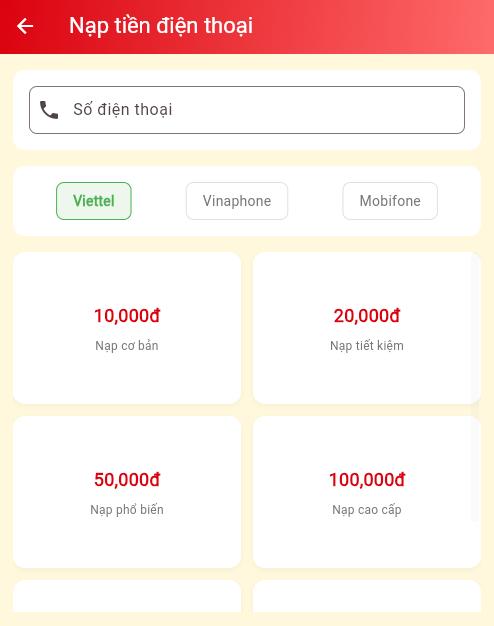 Nạp tiền điện thoại
Số điện thoại
Viettel Vinaphone Mobifone
10,000đ 20,000đ
Nạp cơ bản Nạp tiết kiệm
50,000đ 100,000đ
Nạp phổ biến Nạp cao cấp